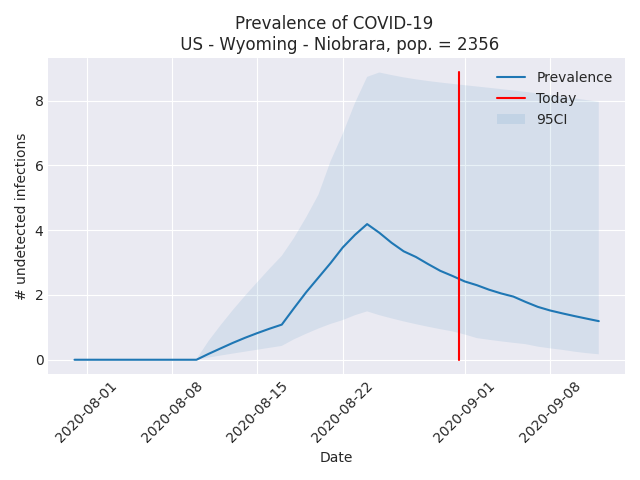 Prevalence of COVID-19
US - Wyoming - Niobrara, pop. = 2356
Prevalence
Today
95CI
# undetected infections
8
6
4
2
0
2020-08-01
2020-08-08
2020-08-15
2020-08-22
2020-09-01
2020-09-08
Date